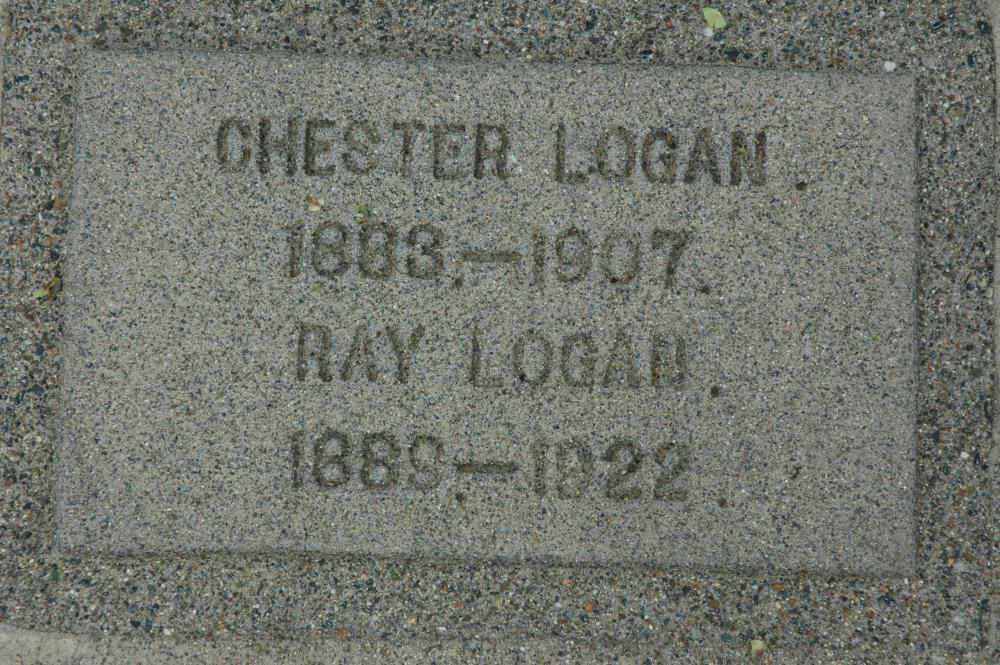 CHESTER LOGAN.
1883.—1907.
RAY LOGAN.
1889.—1922.